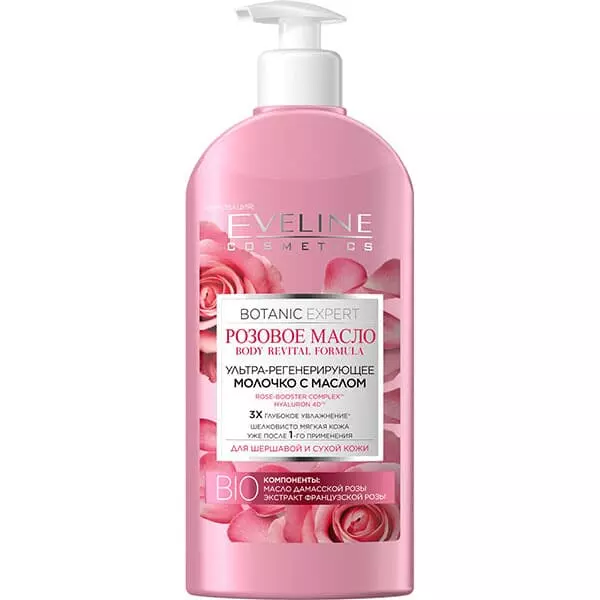 EVELINE
COSMETICS
BOTANIC EXPERT
РОЗОВОЕ МАСЛО
BODY REVITAL FORMULA
УЛЬТРА-РЕГЕНЕРИРУЮЩЕЕ
МОЛОЧКО С МАСЛОМ
ROSE-BOOSTER COMPLEX™
HYALURON 4D™
3X ГЛУБОКОЕ УВЛАЖНЕНИЕ*
ШЕЛКОВИСТО МЯГКАЯ КОЖА
УЖЕ ПОСЛЕ 1-ГО ПРИМЕНЕНИЯ
ДЛЯ ШЕРШАВОЙ И СУХОЙ КОЖИ
BIO
КОМПОНЕНТЫ:
МАСЛО ДАМАССКОЙ РОЗЫ
ЭКСТРАКТ ФРАНЦУЗСКОЙ РОЗЫ